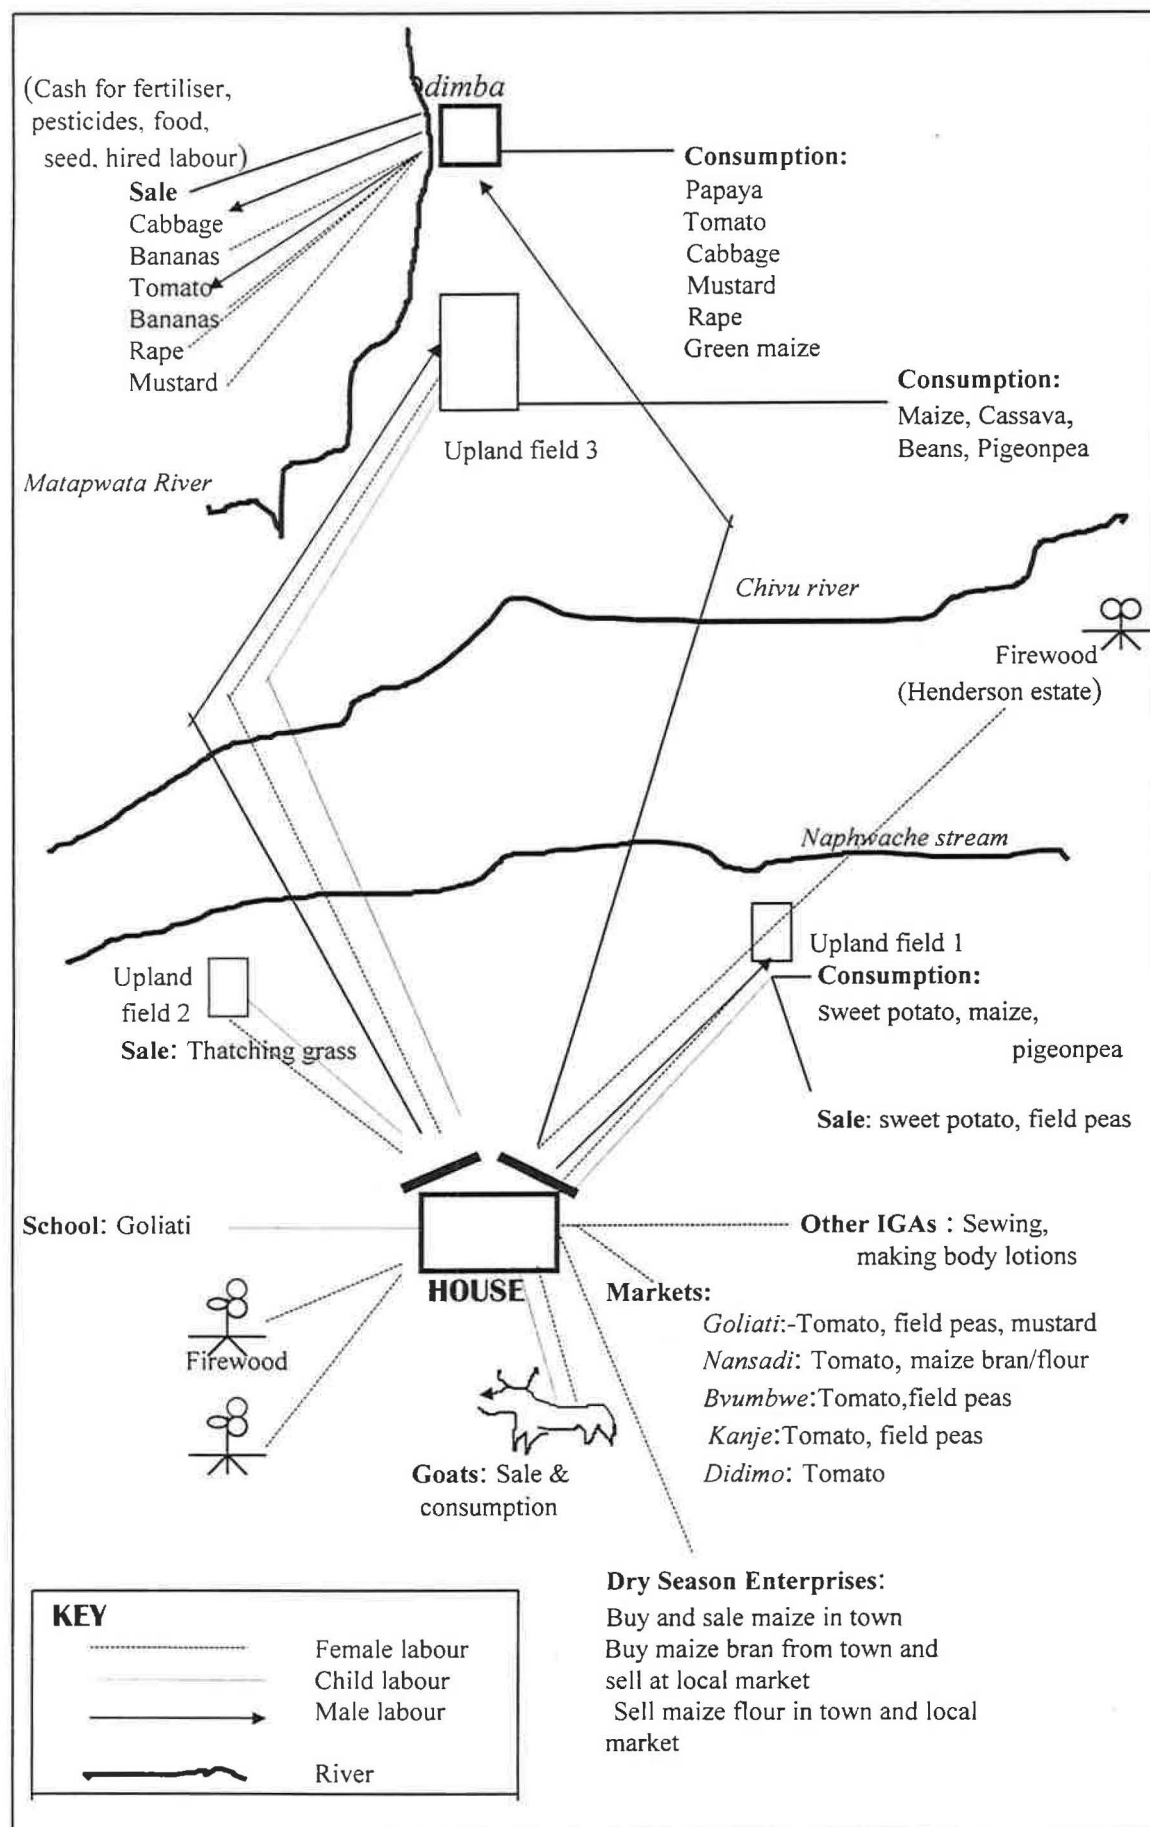 dimba
(Cash for fertiliser,
pesticides, food,
seed, hired labour)
Sale
Cabbage
Bananas
Tomato
Bananas
Rape
Mustard
Consumption:
Papaya
Tomato
Cabbage
Mustard
Rape
Green maize
Consumption:
Maize, Cassava,
Beans, Pigeonpea
Upland field 3
Matapwata River
Chivu river
Firewood
(Henderson estate)
Naphwache stream
Upland field 1
Consumption:
sweet potato, maize,
pigeonpea
Sale: sweet potato, field peas
Upland
field 2
Sale: Thatching grass
School: Goliati
HOUSE
Other IGAs : Sewing,
making body lotions
Markets:
Goliati:-Tomato, field peas, mustard
Nansadi: Tomato, maize bran/flour
Bvumbwe:Tomato,field peas
Kanje:Tomato, field peas
Didimo: Tomato
Firewood
Goats: Sale &
consumption
Dry Season Enterprises:
Buy and sale maize in town
Buy maize bran from town and
sell at local market
Sell maize flour in town and local
market
KEY
Female labour
Child labour
Male labour
River